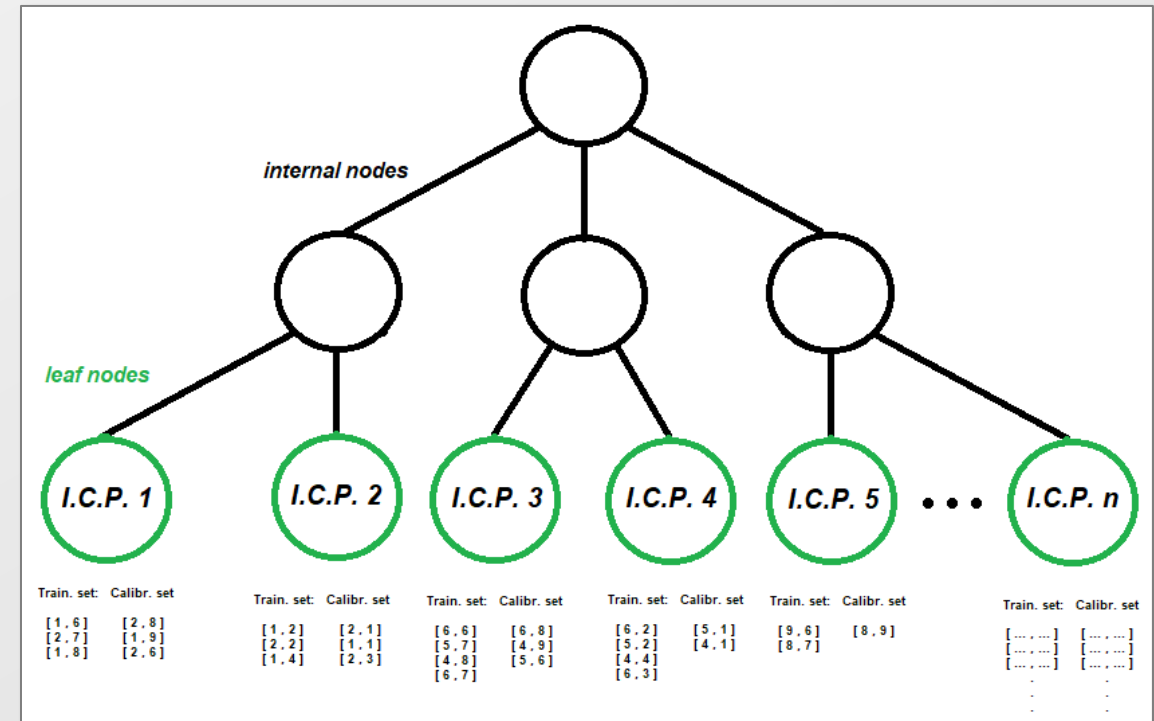 internal nodes
leaf nodes
I.C.P. 1
I.C.P. 2
I.C.P. 3
I.C.P. 4
I.C.P. 5
• • •
I.C.P. n
Train. set: Calibr. set
[ 1 , 6 ] [ 2 , 8 ]
[ 2 , 7 ] [ 1 , 9 ]
[ 1 , 8 ] [ 2 , 6 ]
Train. set: Calibr. set
[ 1 , 2 ] [ 2 , 1 ]
[ 2 , 2 ] [ 1 , 1 ]
[ 1 , 4 ] [ 2 , 3 ]
Train. set: Calibr. set
[ 6 , 6 ] [ 6 , 8 ]
[ 5 , 7 ] [ 4 , 9 ]
[ 4 , 8 ] [ 5 , 6 ]
[ 6 , 7 ]
Train. set: Calibr. set
[ 6 , 2 ] [ 5 , 1 ]
[ 5 , 2 ] [ 4 , 1 ]
[ 4 , 4 ]
[ 6 , 3 ]
Train. set: Calibr. set
[ 9 , 6 ] [ 8 , 9 ]
[ 8 , 7 ]
Train. set: Calibr. set
[ ... , ... ] [ ... , ... ]
[ ... , ... ] [ ... , ... ]
[ ... , ... ] [ ... , ... ]
. .
. .
. .